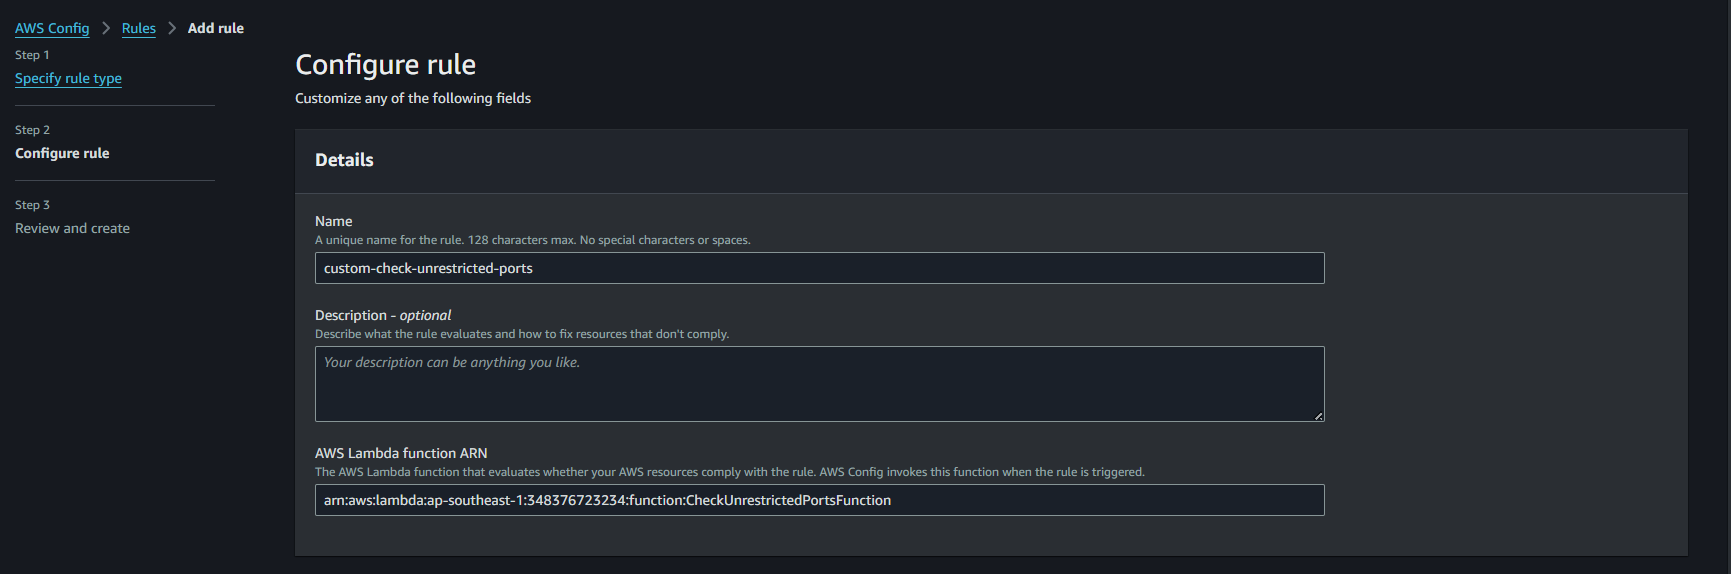 AWS Config > Rules > Add rule
Step 1
Specify rule type
Step 2
Configure rule
Step 3
Review and create
Configure rule
Customize any of the following fields
Details
Name
A unique name for the rule. 128 characters max. No special characters or spaces.
custom-check-unrestricted-ports
Description - optional
Describe what the rule evaluates and how to fix resources that don't comply.
Your description can be anything you like.
AWS Lambda function ARN
The AWS Lambda function that evaluates whether your AWS resources comply with the rule. AWS Config invokes this function when the rule is triggered.
arn:aws:lambda:ap-southeast-1:348376723234:function:CheckUnrestrictedPortsFunction